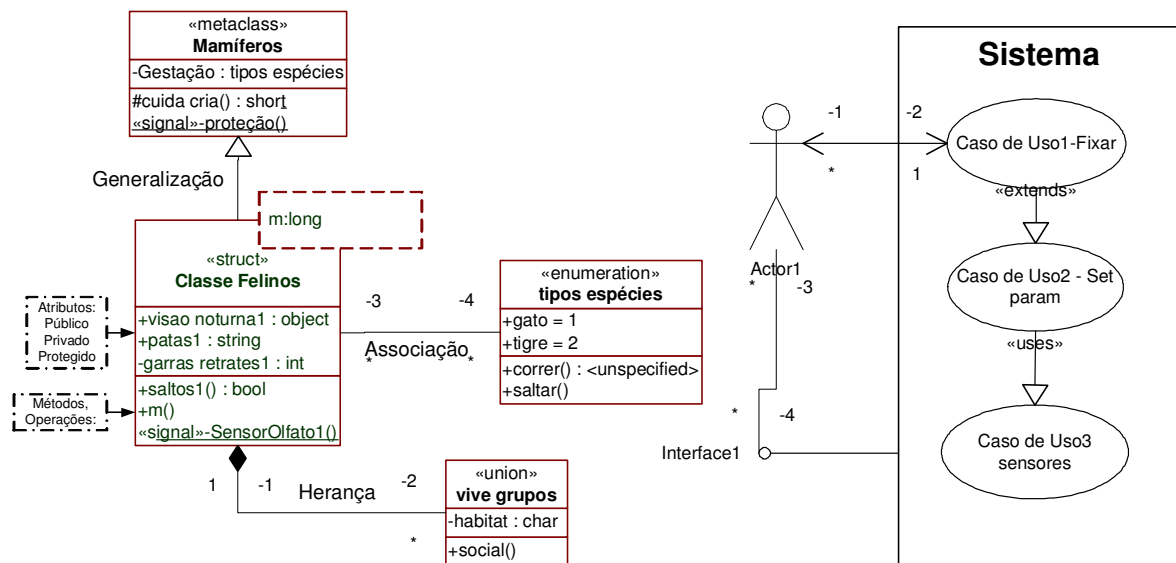 «metaclass»
Mamíferos
-Gestação : tipos espécies
#cuida cria() : short
«signal»-proteção()
Generalização
m:long
«struct»
Classe Felinos
+visao noturna1 : object
+patas1 : string
-garras retrates1 : int
+saltos1() : bool
+m()
«signal»-SensorOlfato1()
Atributos:
Público
Privado
Protegido
Métodos,
Operações:
-3
-4
Associação
*
*
«enumeration»
tipos espécies
+gato = 1
+tigre = 2
+correr() : <unspecified>
+saltar()
1
-1
Herança
-2
*
«union»
vive grupos
-habitat : char
+social()
Sistema
-1
-2
*
1
Actor1
*
-3
*
-4
Interface1
Caso de Uso1-Fixar
«extends»
Caso de Uso2 - Set
param
«uses»
Caso de Uso3
sensores